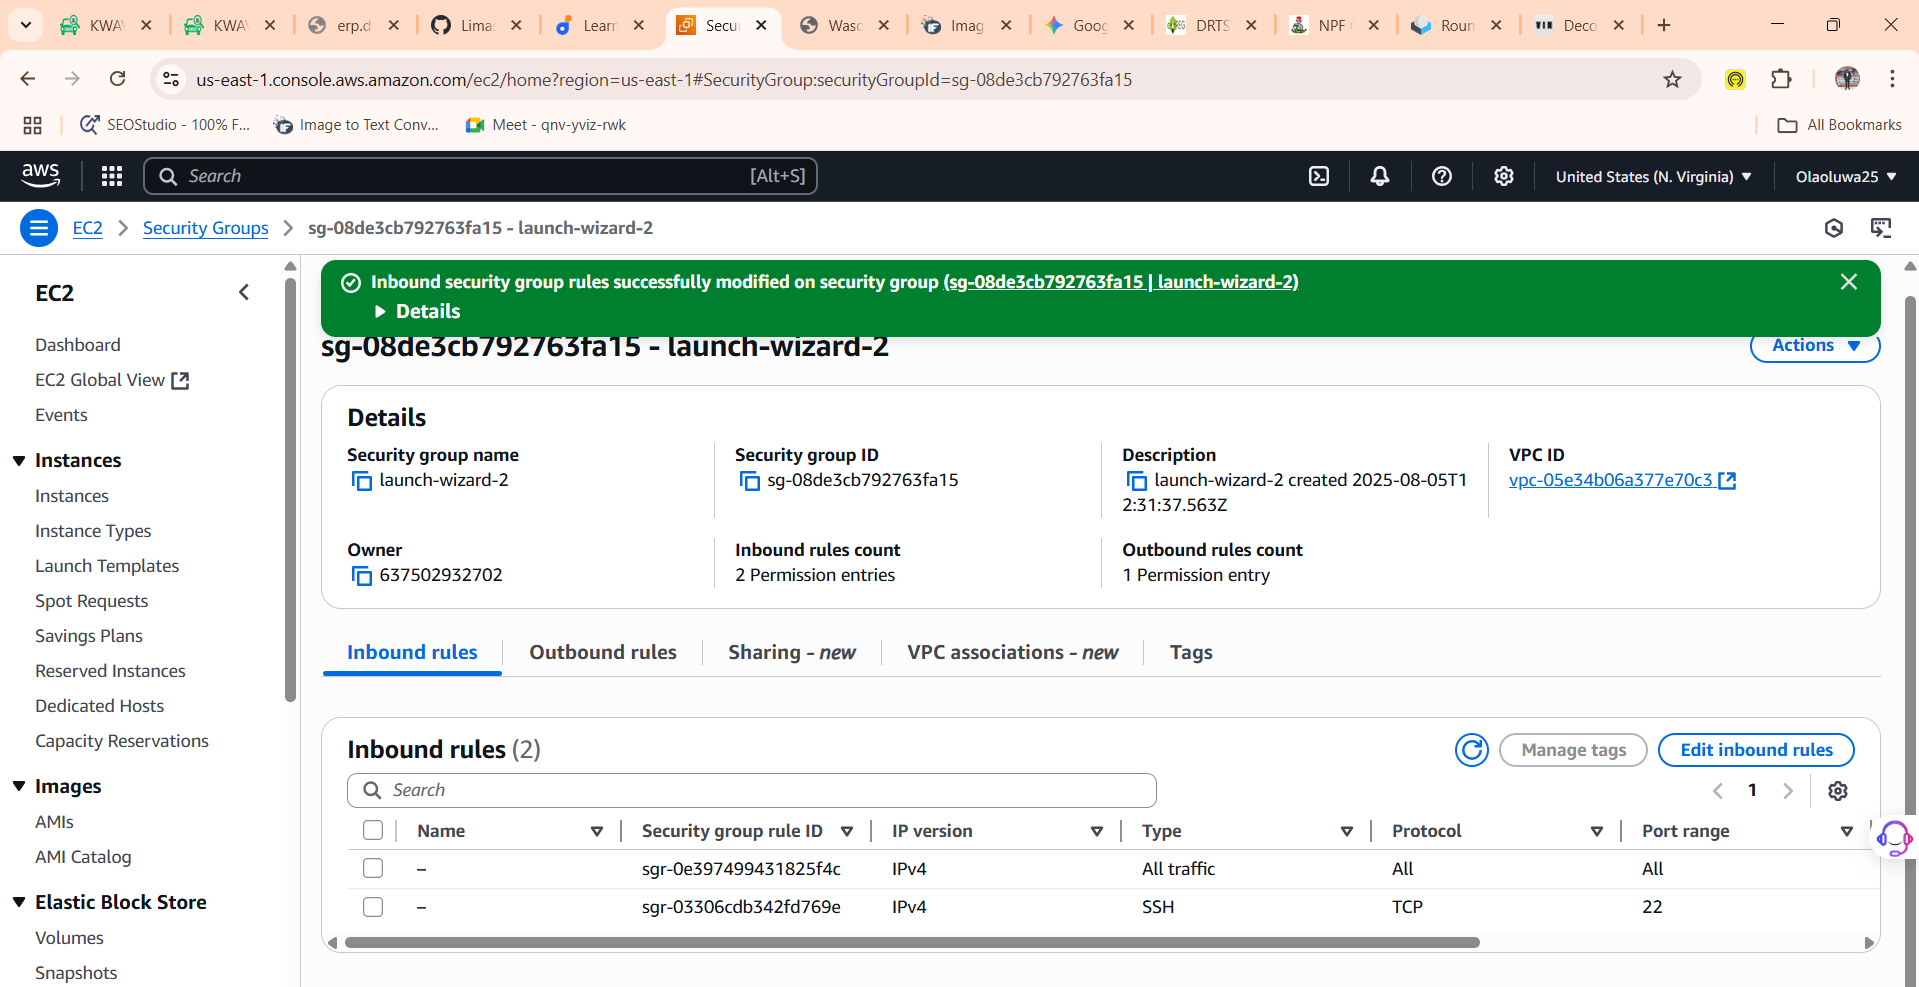 KWA
KWA
erp.d
Lima
Learn
Secu
Wasc
Imag
Goog
DRTS
NPF
Roun
Deco
us-east-1.console.aws.amazon.com/ec2/home?region=us-east-1#SecurityGroup:securityGroupId=sg-08de3cb792763fa15
SEOStudio - 100% F...
Image to Text Conv...
Meet - qnv-yviz-rwk
All Bookmarks
aws
Search
[Alt+S]
United States (N. Virginia)
Olaoluwa25
EC2
Security Groups
sg-08de3cb792763fa15 - launch-wizard-2
EC2
Dashboard
EC2 Global View
Events
Instances
Instances
Instance Types
Launch Templates
Spot Requests
Savings Plans
Reserved Instances
Dedicated Hosts
Capacity Reservations
Images
AMIs
AMI Catalog
Elastic Block Store
Volumes
Snapshots
Inbound security group rules successfully modified on security group (sg-08de3cb792763fa15 | launch-wizard-2)
Details
sg-08de3cb792763fa15 - launch-wizard-2
Actions
Details
Security group name
launch-wizard-2
Security group ID
sg-08de3cb792763fa15
Description
launch-wizard-2 created 2025-08-05T1
2:31:37.563Z
VPC ID
vpc-05e34b06a377e70c3
Owner
637502932702
Inbound rules count
2 Permission entries
Outbound rules count
1 Permission entry
Inbound rules
Outbound rules
Sharing - new
VPC associations - new
Tags
Inbound rules (2)
Manage tags
Edit inbound rules
Search
1
Name Security group rule ID IP version Type Protocol Port range
– sgr-0e397499431825f4c IPv4 All traffic All All
– sgr-03306cdb342fd769e IPv4 SSH TCP 22